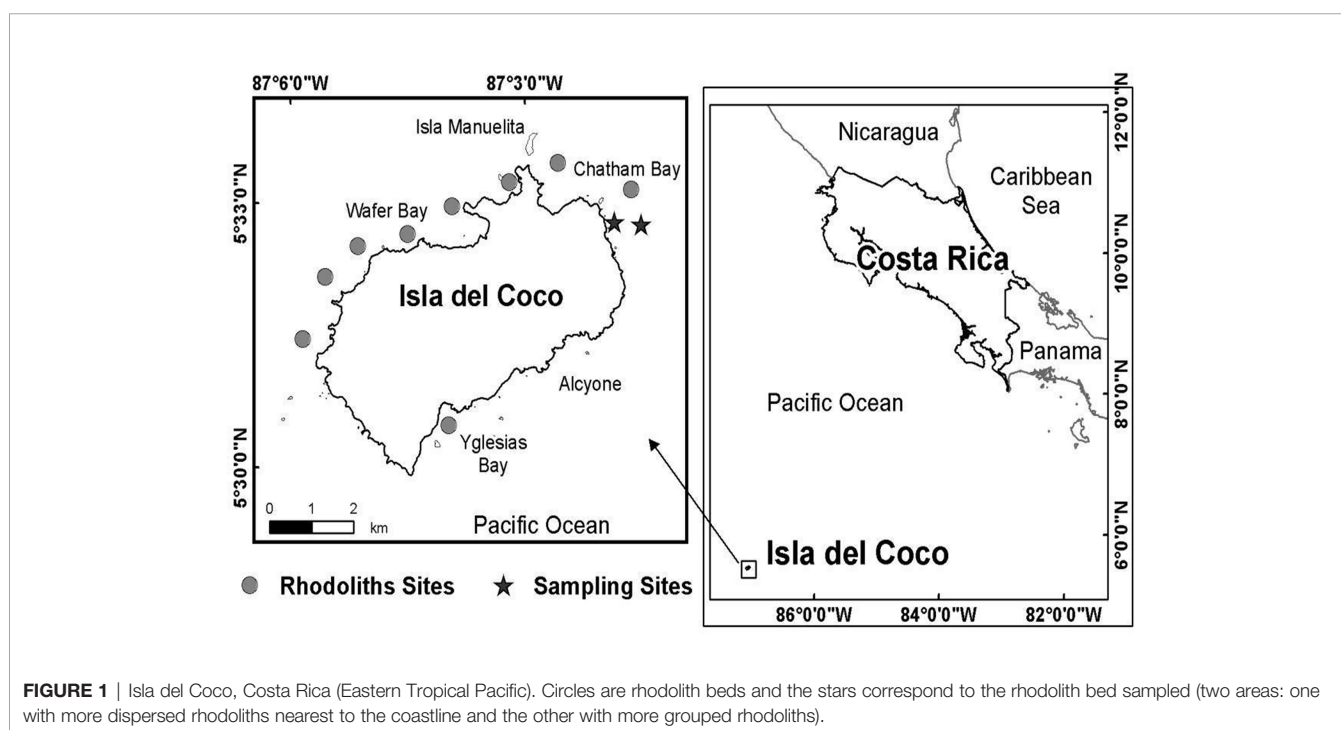 87°6'0"W
87°3'0"W
Isla Manuelita
Chatham Bay
5°33'0"N
Wafer Bay
Isla del Coco
Alcyone
Yglesias
Bay
5°30'0"N
0 1 2
km
Pacific Ocean
Rhodoliths Sites
Sampling Sites
12°0'0"N
Nicaragua
Caribbean
Sea
10°0'0"N
Costa Rica
Panama
8°0'0"N
Pacific Ocean
6°0'0"N
Isla del Coco
86°0'0"W
84°0'0"W
82°0'0"W
FIGURE 1 | Isla del Coco, Costa Rica (Eastern Tropical Pacific). Circles are rhodolith beds and the stars correspond to the rhodolith bed sampled (two areas: one
with more dispersed rhodoliths nearest to the coastline and the other with more grouped rhodoliths).